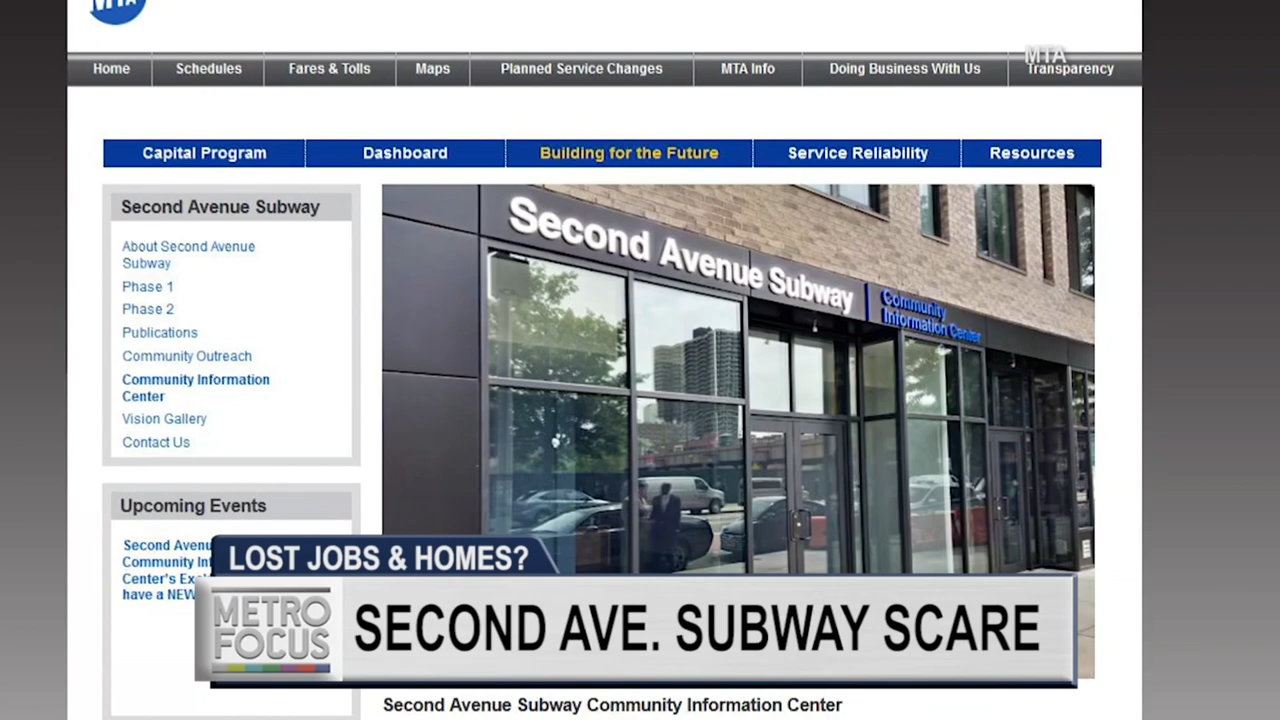 MTA
MTA
Home
Schedules
Fares & Tolls
Maps
Planned Service Changes
MTA Info
Doing Business With Us
Transparency
Capital Program
Dashboard
Building for the Future
Service Reliability
Resources
Second Avenue Subway
About Second Avenue
Subway
Phase 1
Phase 2
Publications
Community Outreach
Community Information
Center
Vision Gallery
Contact Us
Second Avenue Subway
Community
Information Center
Upcoming Events
Second
Community
Center's
have a NEW
LOST JOBS & HOMES?
METRO
FOCUS
SECOND AVE. SUBWAY SCARE
Second Avenue Subway Community Information Center